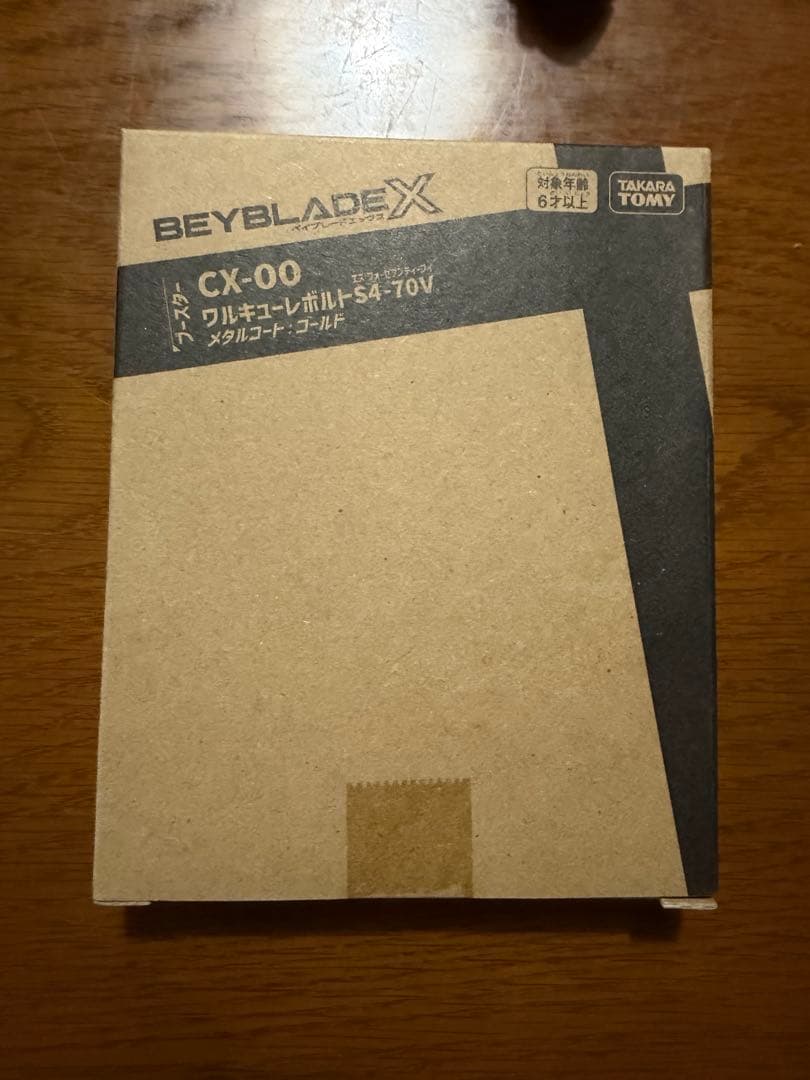 BEYBLADE X
ベイブレードエックス
対象年齢
6才以上
TAKARA
TOMY
ブースター
CX-00
エス フォー セブンティ ブイ
ワルキューレボルトS4-70V
メタルコート:ゴールド